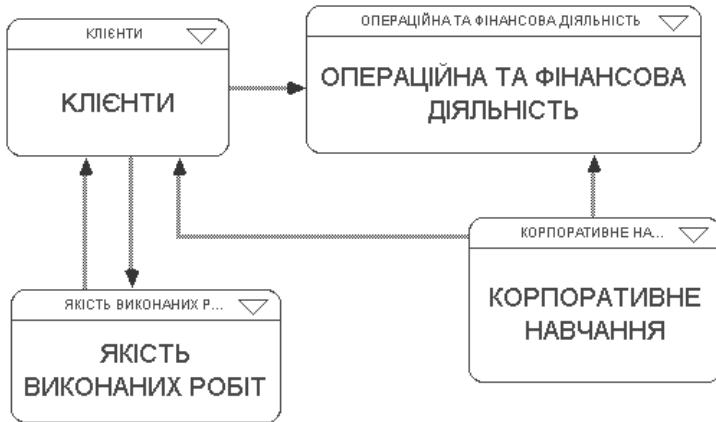 КЛІЄНТИ
КЛІЄНТИ
ОПЕРАЦІЙНА ТА ФІНАНСОВА ДІЯЛЬНІСТЬ
ОПЕРАЦІЙНА ТА ФІНАНСОВА
ДІЯЛЬНІСТЬ
ЯКІСТЬ ВИКОНАНИХ Р...
ЯКІСТЬ
ВИКОНАНИХ РОБІТ
КОРПОРАТИВНЕ НА...
КОРПОРАТИВНЕ
НАВЧАННЯ